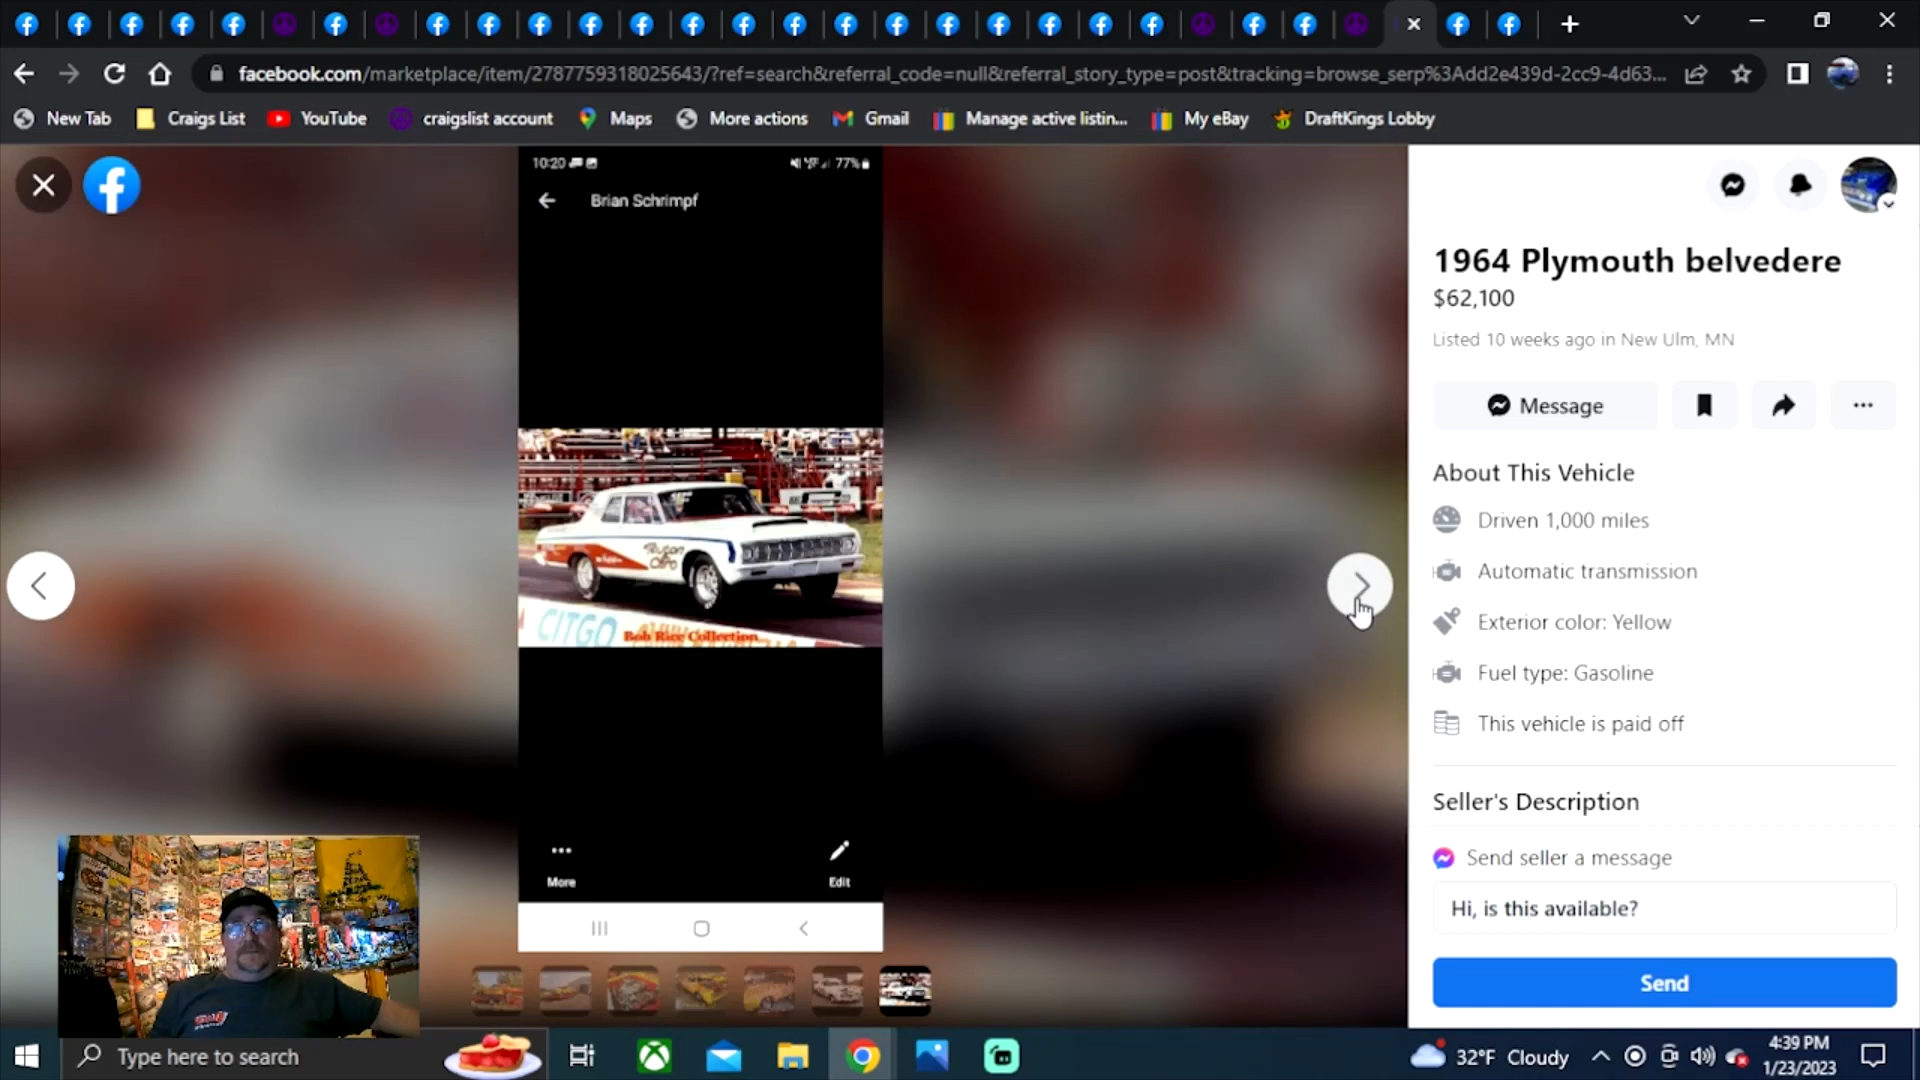 facebook.com/marketplace/item/2787759318025643/?ref=search&referral_code=null&referral_story_type=post&tracking=browse_serp%3Add2e439d-2cc9-4d63...
New Tab
Craigs List
YouTube
craigslist account
Maps
More actions
Gmail
Manage active listin...
My eBay
DraftKings Lobby
10:20
77%
Brian Schrimpf
CITGO
Bob Rice Collection
More
Edit
1964 Plymouth belvedere
$62,100
Listed 10 weeks ago in New Ulm, MN
Message
About This Vehicle
Driven 1,000 miles
Automatic transmission
Exterior color: Yellow
Fuel type: Gasoline
This vehicle is paid off
Seller's Description
Send seller a message
Hi, is this available?
Send
Type here to search
32°F Cloudy
4:39 PM
1/23/2023